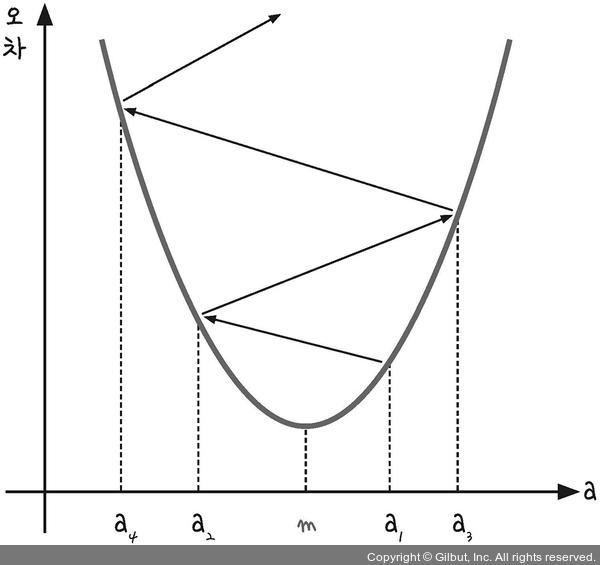 오
차
a
a₄ a₂ m a₁ a₃
Copyright © Gilbut, Inc. All rights reserved.